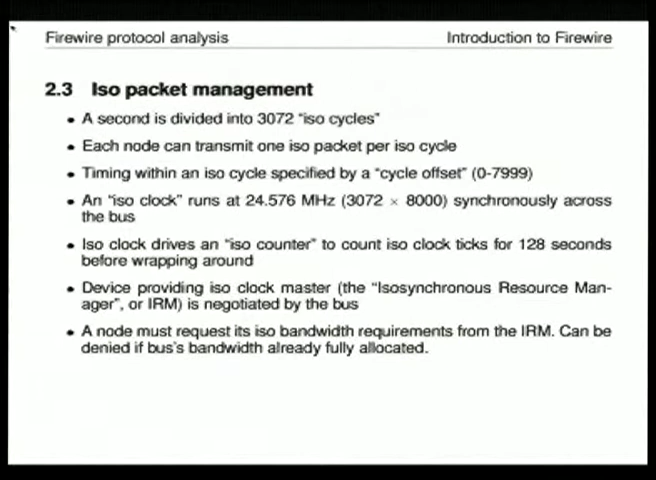 Firewire protocol analysis Introduction to Firewire
2.3 Iso packet management
• A second is divided into 3072 "iso cycles"
• Each node can transmit one iso packet per iso cycle
• Timing within an iso cycle specified by a "cycle offset" (0-7999)
• An "iso clock" runs at 24.576 MHz (3072 × 8000) synchronously across
the bus
• Iso clock drives an "iso counter" to count iso clock ticks for 128 seconds
before wrapping around
• Device providing iso clock master (the "Isosynchronous Resource Man-
ager", or IRM) is negotiated by the bus
• A node must request its iso bandwidth requirements from the IRM. Can be
denied if bus's bandwidth already fully allocated.